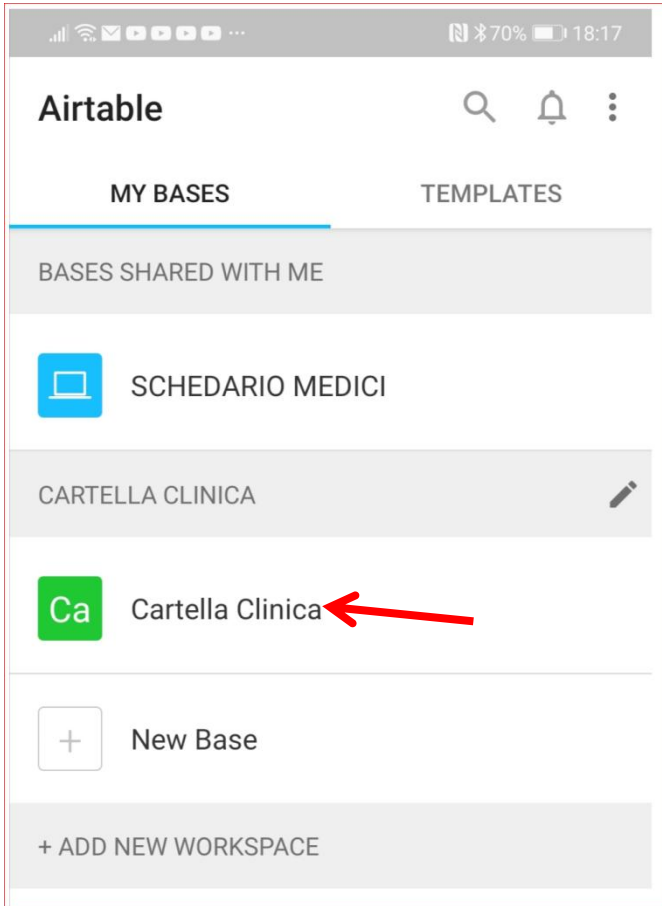 70% 18:17
Airtable
MY BASES TEMPLATES
BASES SHARED WITH ME
SCHEDARIO MEDICI
CARTELLA CLINICA
Ca Cartella Clinica
+ New Base
+ ADD NEW WORKSPACE